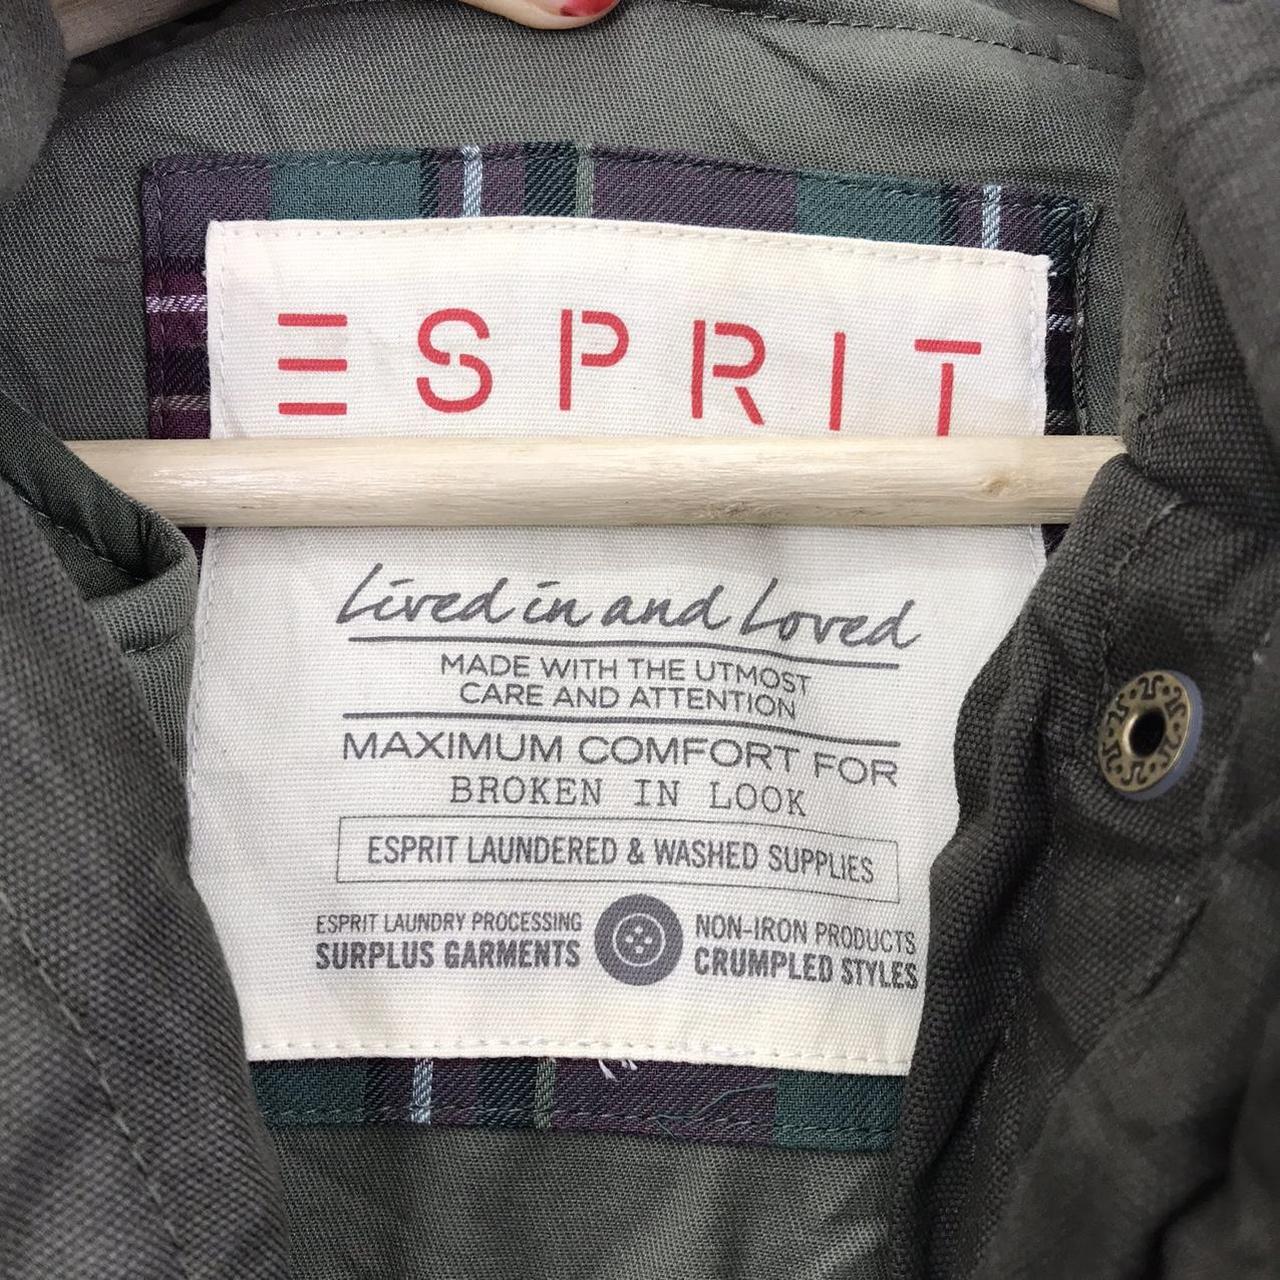 ESPRIT
Lived in and Loved
MADE WITH THE UTMOST
CARE AND ATTENTION
MAXIMUM COMFORT FOR
BROKEN IN LOOK
ESPRIT LAUNDERED & WASHED SUPPLIES
ESPRIT LAUNDRY PROCESSING
SURPLUS GARMENTS
NON-IRON PRODUCTS
CRUMPLED STYLES